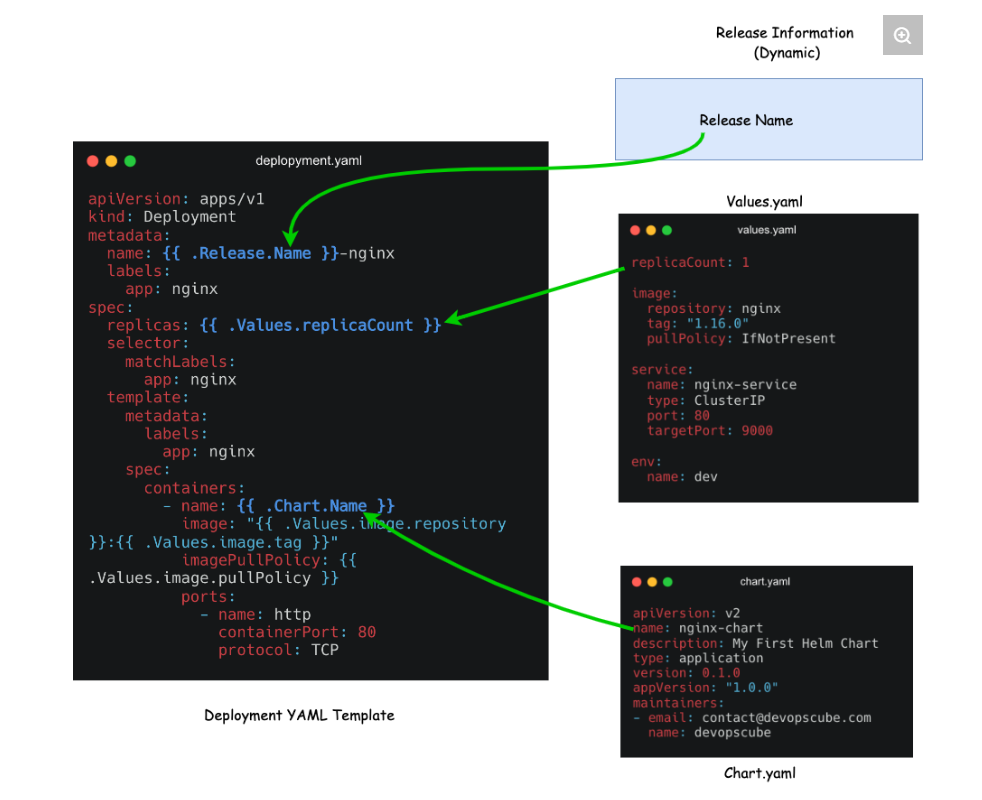 Release Information
(Dynamic)
Release Name
deplopyment.yaml
apiVersion: apps/v1
kind: Deployment
metadata:
  name: {{ .Release.Name }}-nginx
  labels:
    app: nginx
spec:
  replicas: {{ .Values.replicaCount }}
  selector:
    matchLabels:
      app: nginx
  template:
    metadata:
      labels:
        app: nginx
    spec:
      containers:
        - name: {{ .Chart.Name }}
          image: "{{ .Values.image.repository
}}:{{ .Values.image.tag }}"
          imagePullPolicy: {{
.Values.image.pullPolicy }}
          ports:
            - name: http
              containerPort: 80
              protocol: TCP
Deployment YAML Template
Values.yaml
values.yaml
replicaCount: 1
image:
  repository: nginx
  tag: "1.16.0"
  pullPolicy: IfNotPresent
service:
  name: nginx-service
  type: ClusterIP
  port: 80
  targetPort: 9000
env:
  name: dev
chart.yaml
apiVersion: v2
name: nginx-chart
description: My First Helm Chart
type: application
version: 0.1.0
appVersion: "1.0.0"
maintainers:
- email: contact@devopscube.com
  name: devopscube
Chart.yaml